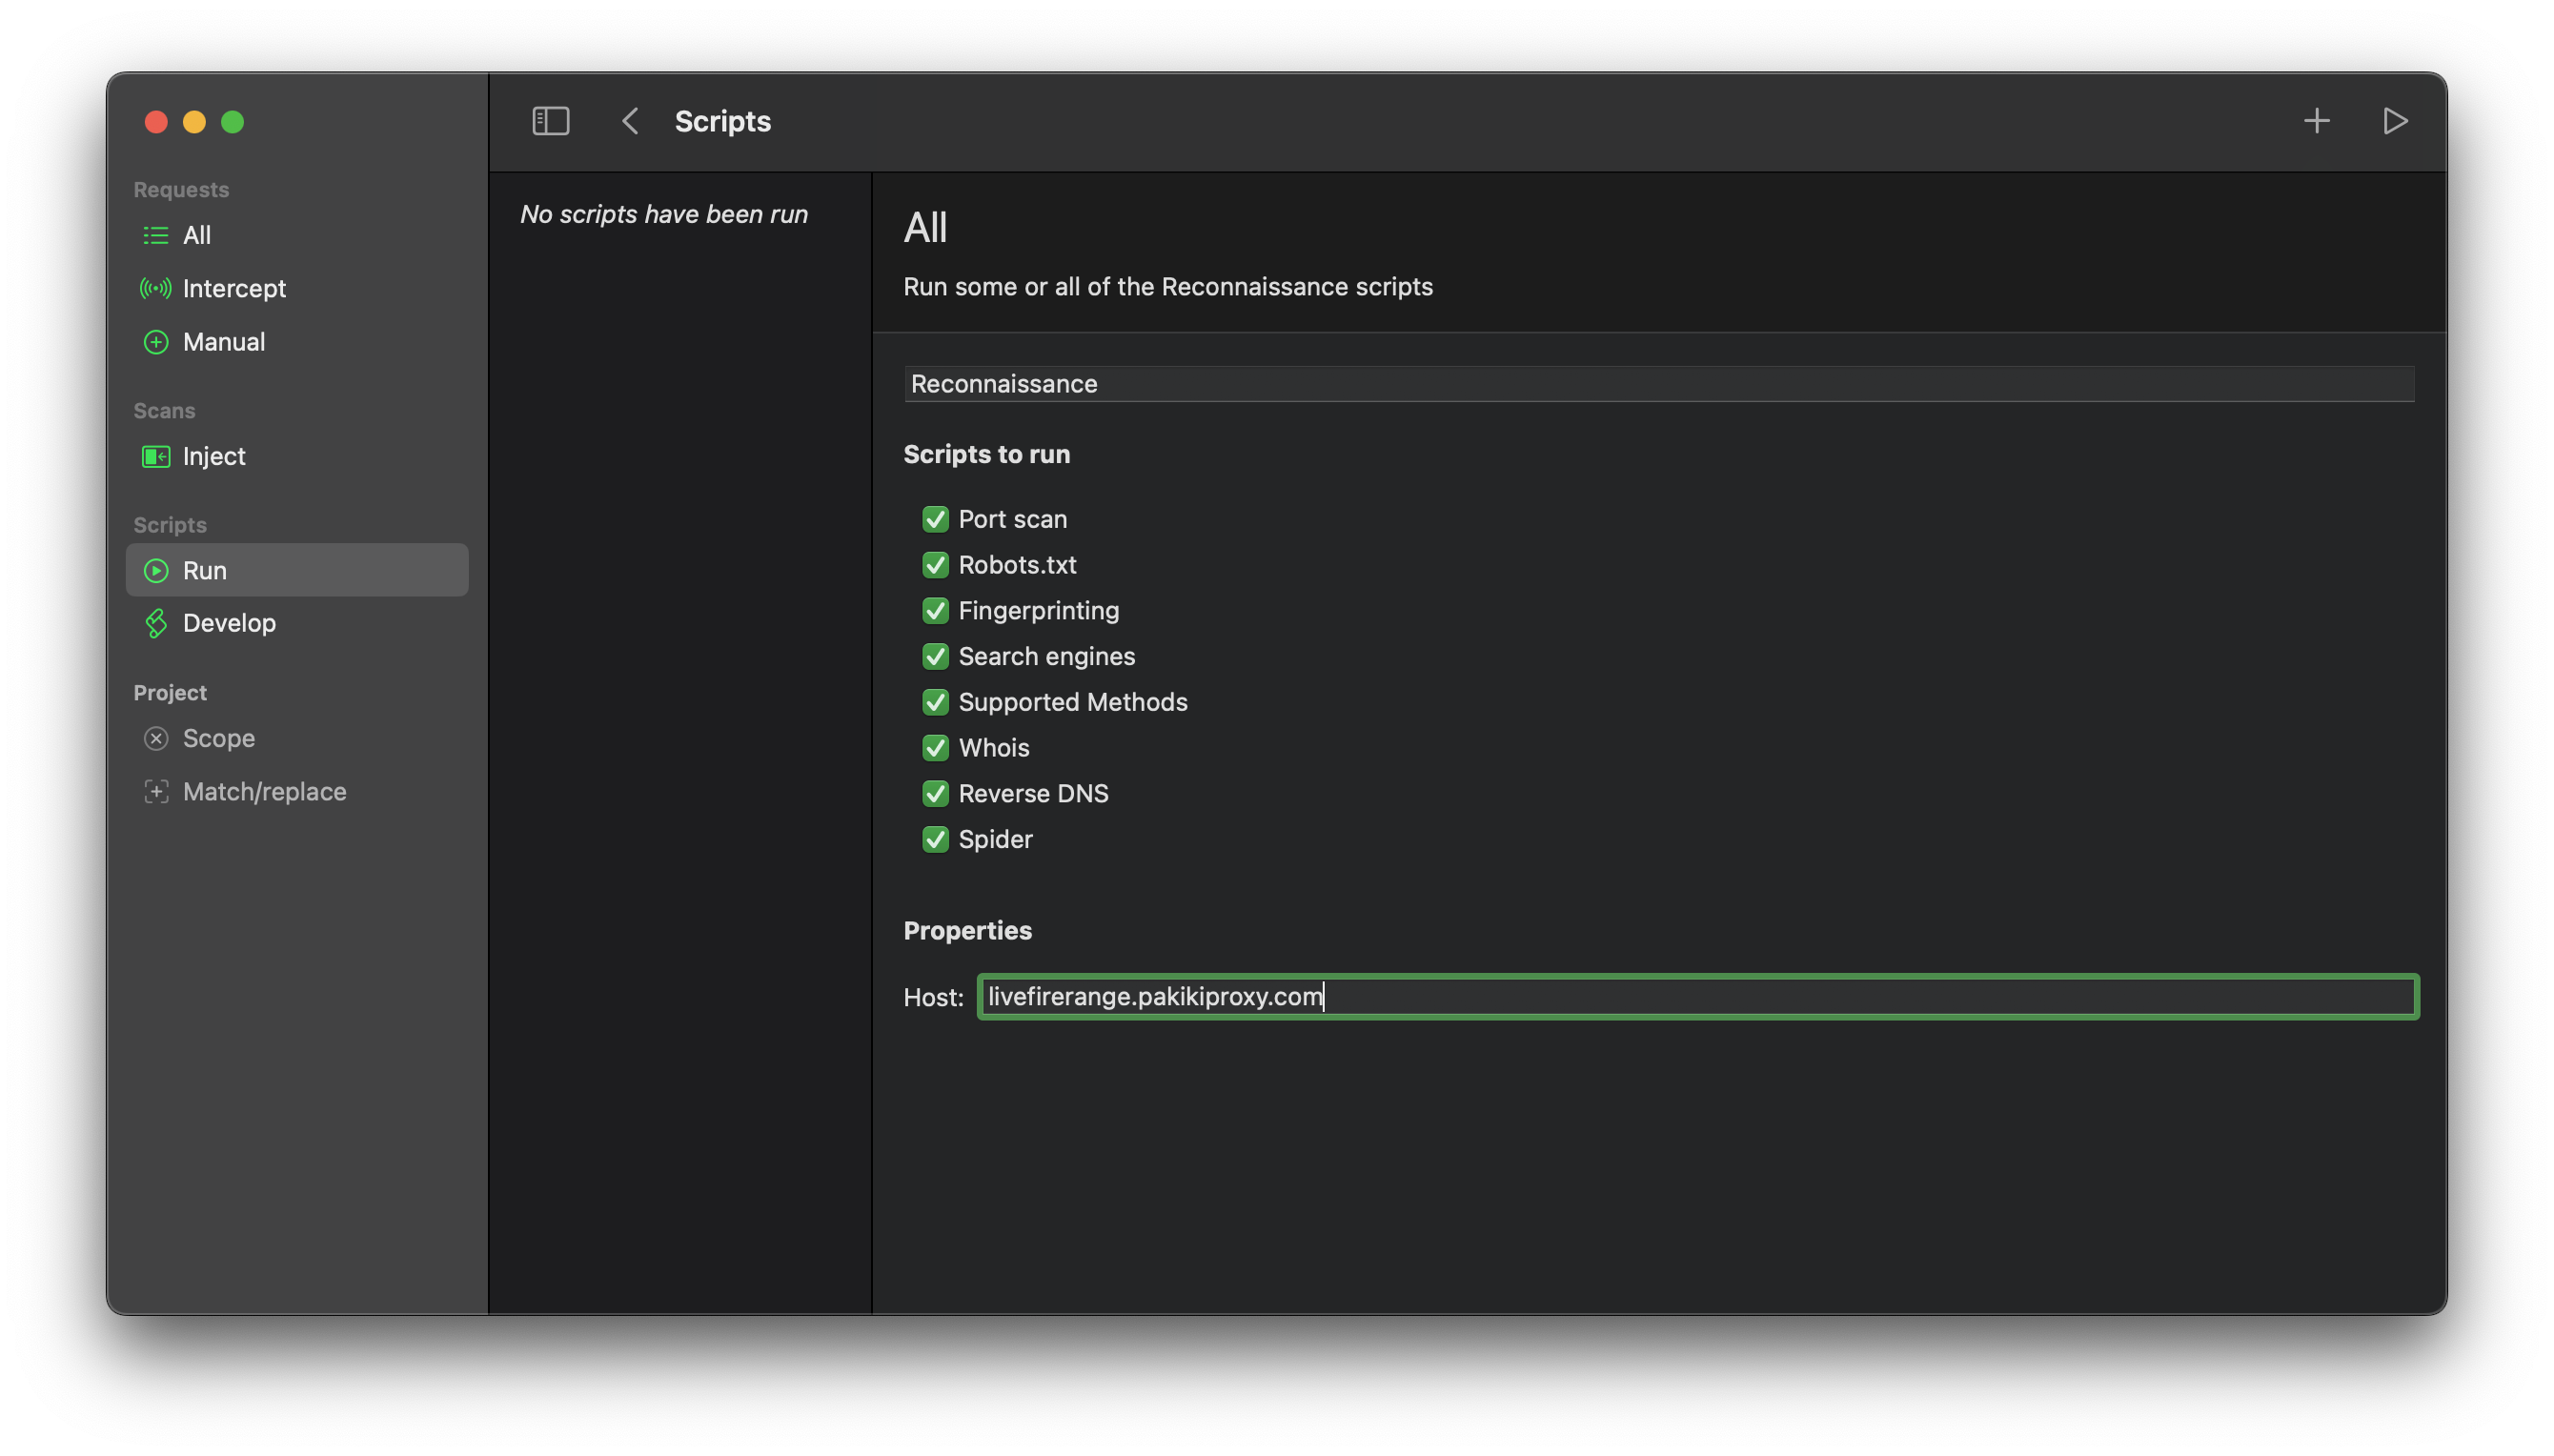 Requests
All
Intercept
Manual
Scans
Inject
Scripts
Run
Develop
Project
Scope
Match/replace
Scripts
No scripts have been run
All
Run some or all of the Reconnaissance scripts
Reconnaissance
Scripts to run
Port scan
Robots.txt
Fingerprinting
Search engines
Supported Methods
Whois
Reverse DNS
Spider
Properties
Host: livefirerange.pakikiproxy.com